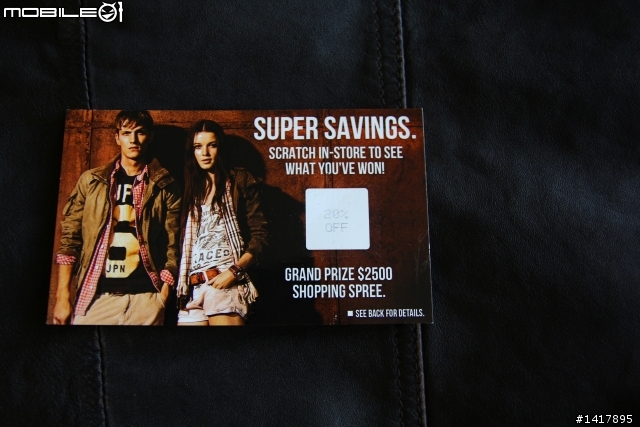 MOBILE01
SUPER SAVINGS.
SCRATCH IN-STORE TO SEE
WHAT YOU'VE WON!
20%
OFF
GRAND PRIZE $2500
SHOPPING SPREE.
SEE BACK FOR DETAILS.
JPN
#1417895